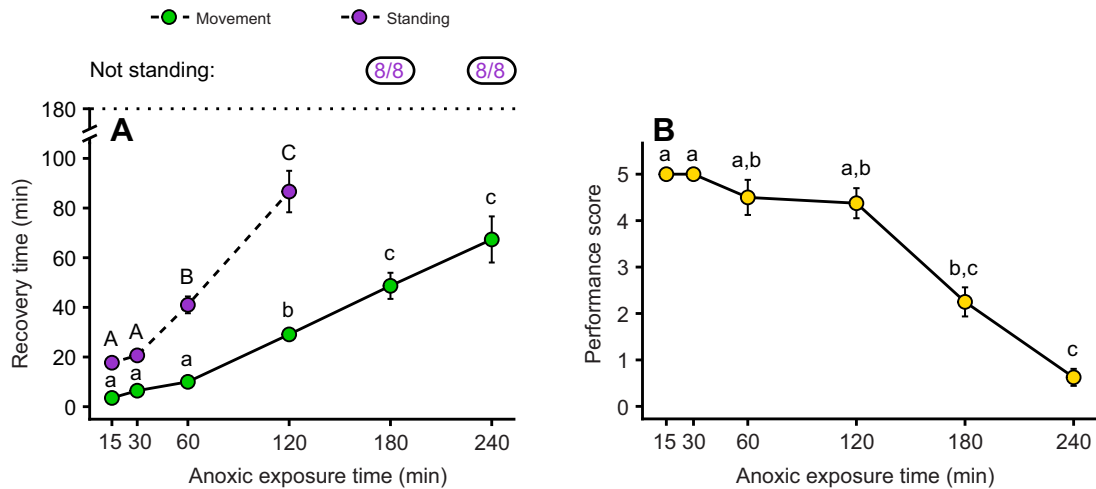 Movement Standing
Not standing: 8/8 8/8
180
A
100
80
60
40
20
0
Recovery time (min)
A A B C
a a a b c c
15 30 60 120 180 240
Anoxic exposure time (min)
B
5
4
3
2
1
0
Performance score
a a a,b a,b b,c c
15 30 60 120 180 240
Anoxic exposure time (min)